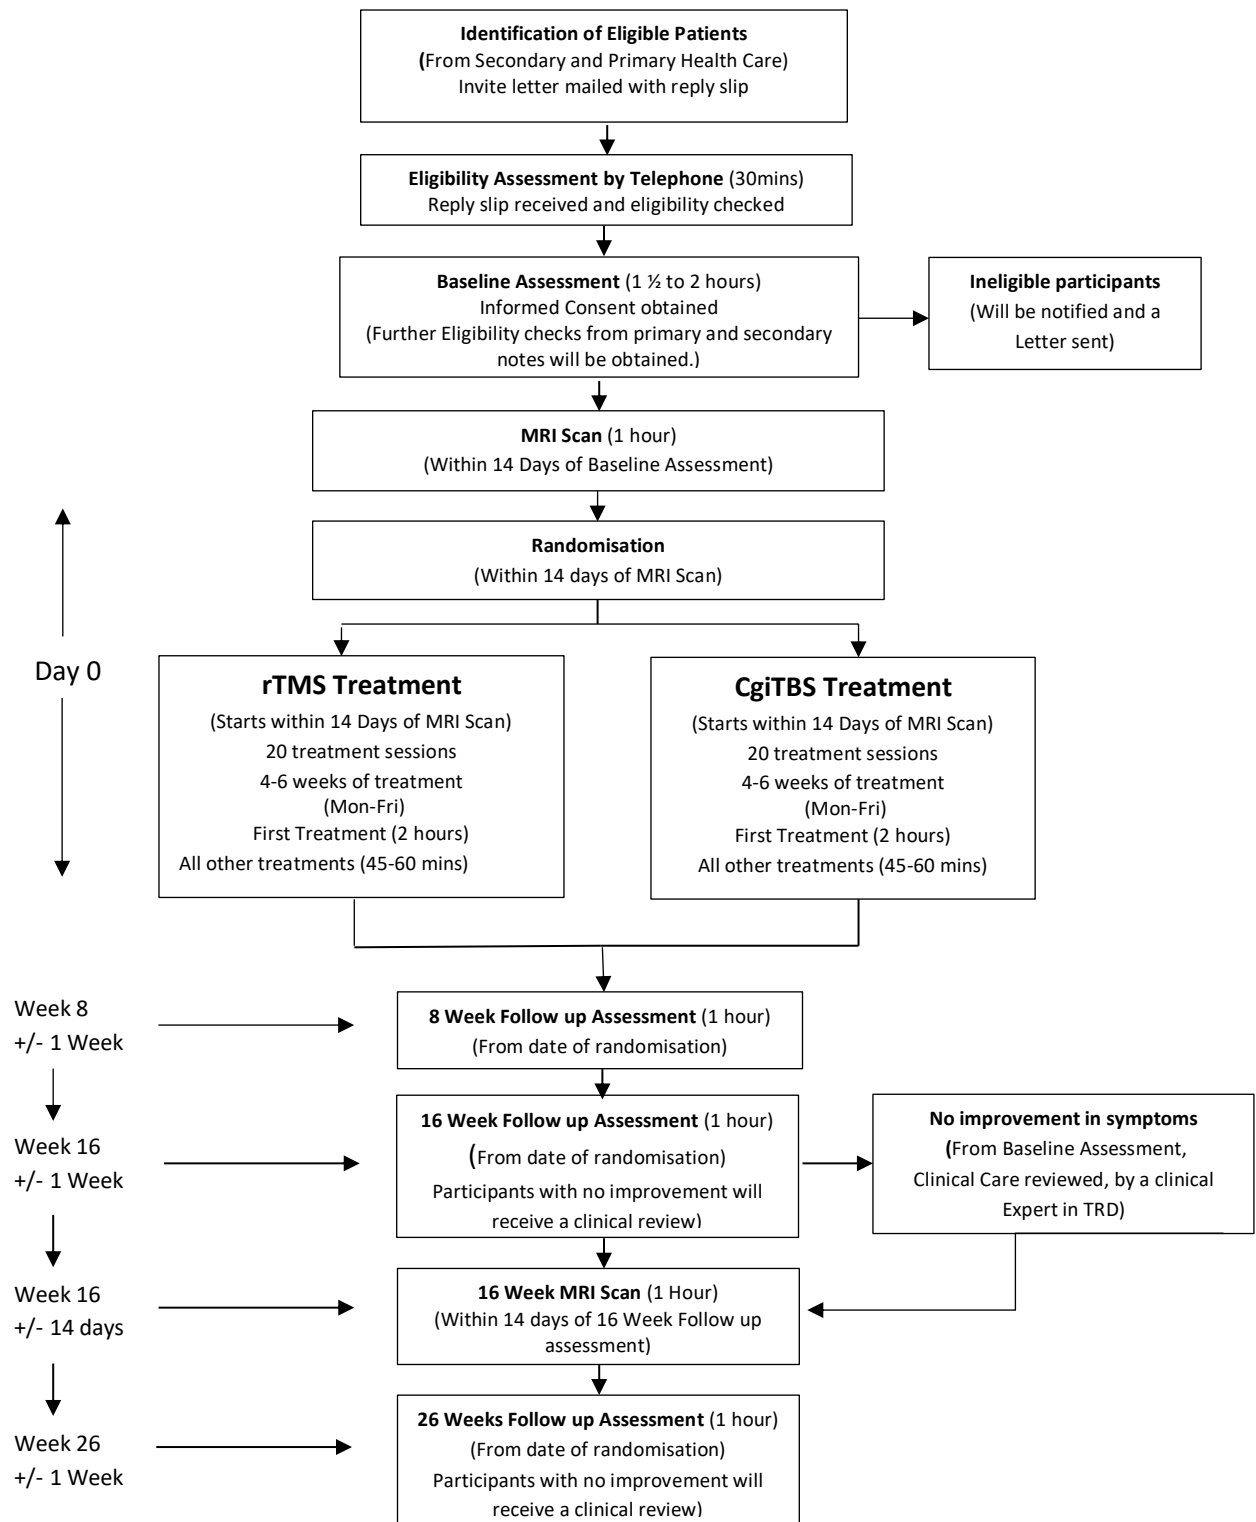 Identification of Eligible Patients
(From Secondary and Primary Health Care)
Invite letter mailed with reply slip
Eligibility Assessment by Telephone (30mins)
Reply slip received and eligibility checked
Baseline Assessment (1 ½ to 2 hours)
Informed Consent obtained
(Further Eligibility checks from primary and secondary
notes will be obtained.)
Ineligible participants
(Will be notified and a
Letter sent)
MRI Scan (1 hour)
(Within 14 Days of Baseline Assessment)
Randomisation
(Within 14 days of MRI Scan)
Day 0
rTMS Treatment
(Starts within 14 Days of MRI Scan)
20 treatment sessions
4-6 weeks of treatment
(Mon-Fri)
First Treatment (2 hours)
All other treatments (45-60 mins)
CgiTBS Treatment
(Starts within 14 Days of MRI Scan)
20 treatment sessions
4-6 weeks of treatment
(Mon-Fri)
First Treatment (2 hours)
All other treatments (45-60 mins)
Week 8
+/- 1 Week
8 Week Follow up Assessment (1 hour)
(From date of randomisation)
Week 16
+/- 1 Week
16 Week Follow up Assessment (1 hour)
(From date of randomisation)
Participants with no improvement will
receive a clinical review)
No improvement in symptoms
(From Baseline Assessment,
Clinical Care reviewed, by a clinical
Expert in TRD)
Week 16
+/- 14 days
16 Week MRI Scan (1 Hour)
(Within 14 days of 16 Week Follow up
assessment)
Week 26
+/- 1 Week
26 Weeks Follow up Assessment (1 hour)
(From date of randomisation)
Participants with no improvement will
receive a clinical review)